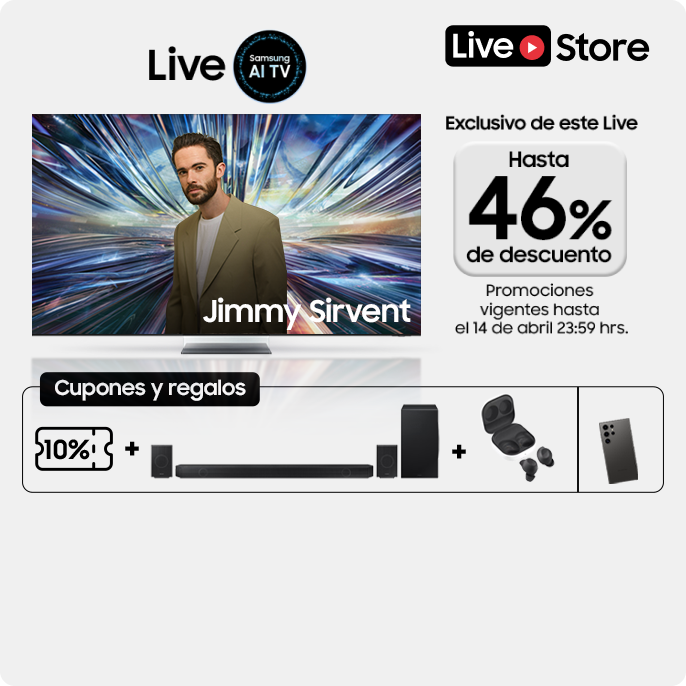 Live
Samsung
AI TV
Live Store
Jimmy Sirvent
Exclusivo de este Live
Hasta
46%
de descuento
Promociones
vigentes hasta
el 14 de abril 23:59 hrs.
Cupones y regalos
10%
+
+